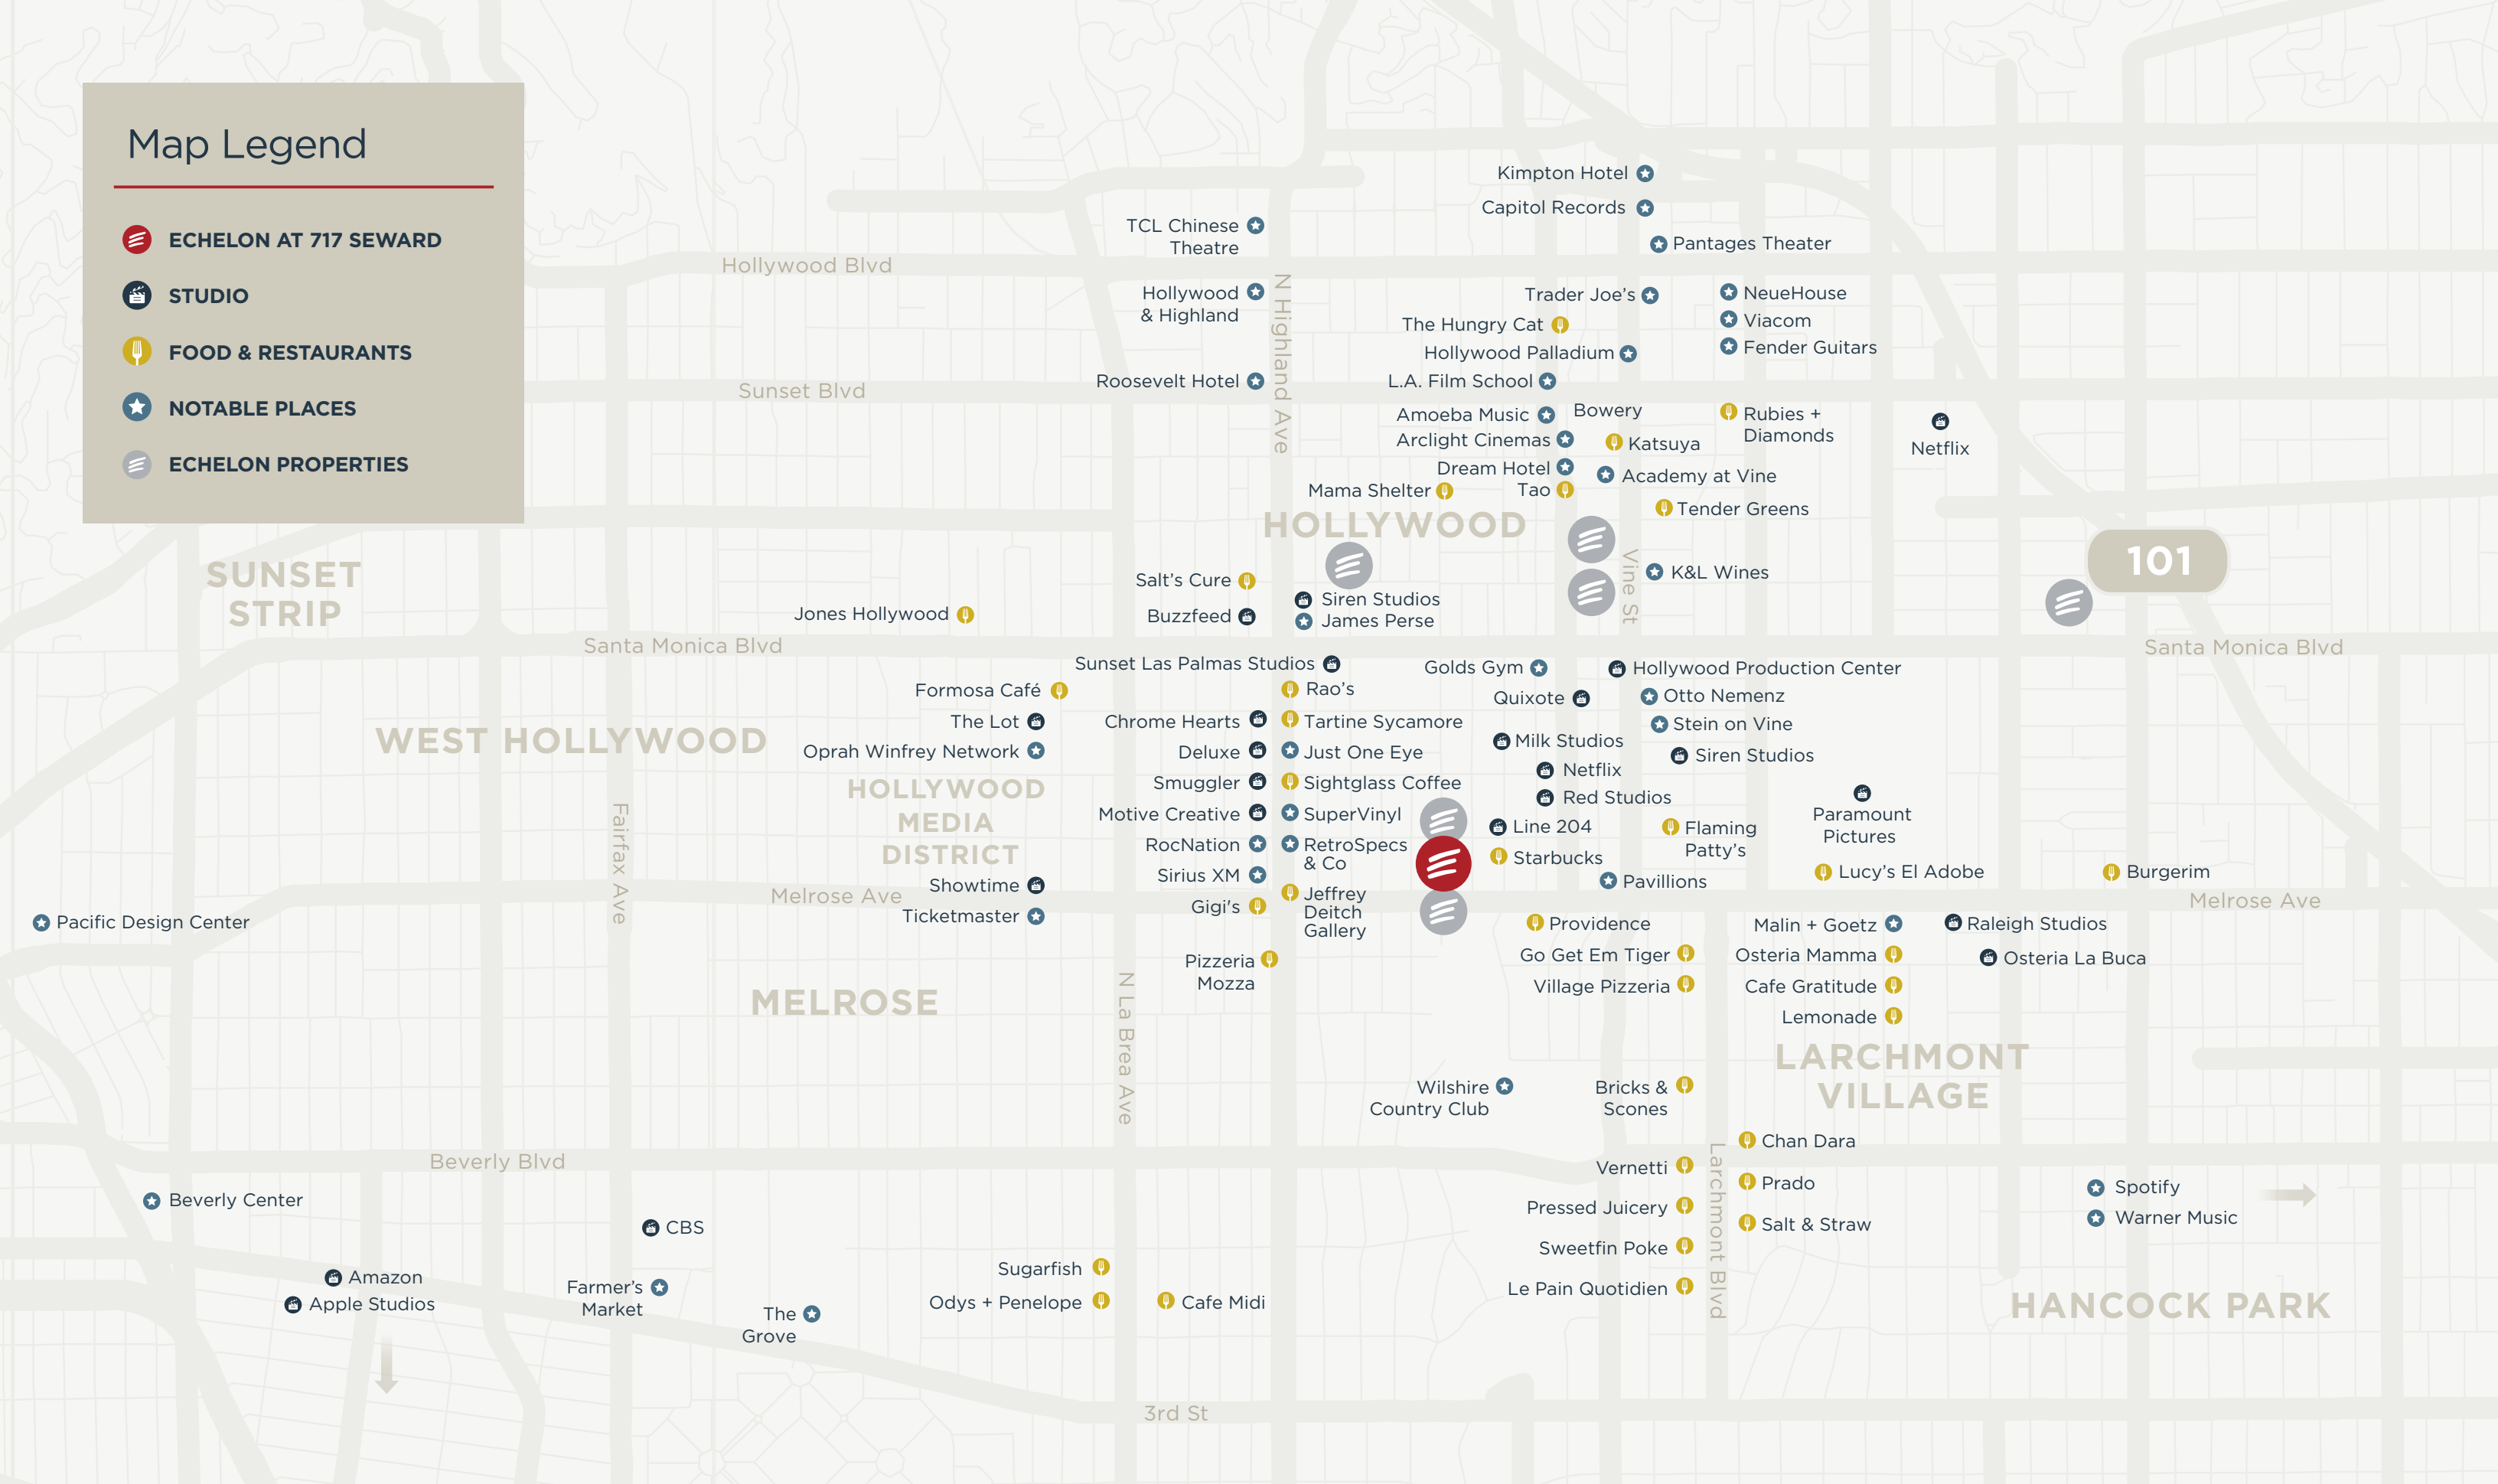 Map Legend
ECHELON AT 717 SEWARD
STUDIO
FOOD & RESTAURANTS
NOTABLE PLACES
ECHELON PROPERTIES
Kimpton Hotel
Capitol Records
TCL Chinese
Theatre
Pantages Theater
Hollywood Blvd
N Highland Ave
Hollywood
& Highland
Trader Joe's
NeueHouse
The Hungry Cat
Viacom
Hollywood Palladium
Fender Guitars
Roosevelt Hotel
L.A. Film School
Sunset Blvd
Amoeba Music
Bowery
Rubies +
Diamonds
Arclight Cinemas
Katsuya
Netflix
Dream Hotel
Academy at Vine
Mama Shelter
Tao
Tender Greens
HOLLYWOOD
101
SUNSET
STRIP
Vine St
K&L Wines
Salt's Cure
Siren Studios
Jones Hollywood
Buzzfeed
James Perse
Santa Monica Blvd
Santa Monica Blvd
Sunset Las Palmas Studios
Golds Gym
Hollywood Production Center
Formosa Café
Rao's
Quixote
Otto Nemenz
The Lot
Chrome Hearts
Tartine Sycamore
Stein on Vine
WEST HOLLYWOOD
Milk Studios
Oprah Winfrey Network
Deluxe
Just One Eye
Siren Studios
Netflix
HOLLYWOOD
MEDIA
DISTRICT
Smuggler
Sightglass Coffee
Red Studios
Motive Creative
SuperVinyl
Paramount
Pictures
Line 204
Flaming
Patty's
Fairfax Ave
RocNation
RetroSpecs
& Co
Starbucks
Sirius XM
Lucy's El Adobe
Burgerim
Showtime
Pavillions
Melrose Ave
Melrose Ave
Gigi's
Jeffrey
Deitch
Gallery
Ticketmaster
Pacific Design Center
Providence
Malin + Goetz
Raleigh Studios
Go Get Em Tiger
Osteria Mamma
Osteria La Buca
Pizzeria
Mozza
Village Pizzeria
Cafe Gratitude
MELROSE
Lemonade
N La Brea Ave
LARCHMONT
VILLAGE
Wilshire
Country Club
Bricks &
Scones
Chan Dara
Beverly Blvd
Vernetti
Larchmont Blvd
Prado
Spotify
Beverly Center
Pressed Juicery
Salt & Straw
Warner Music
CBS
Sweetfin Poke
Sugarfish
Amazon
Farmer's
Market
Le Pain Quotidien
Apple Studios
Odys + Penelope
Cafe Midi
HANCOCK PARK
The
Grove
3rd St